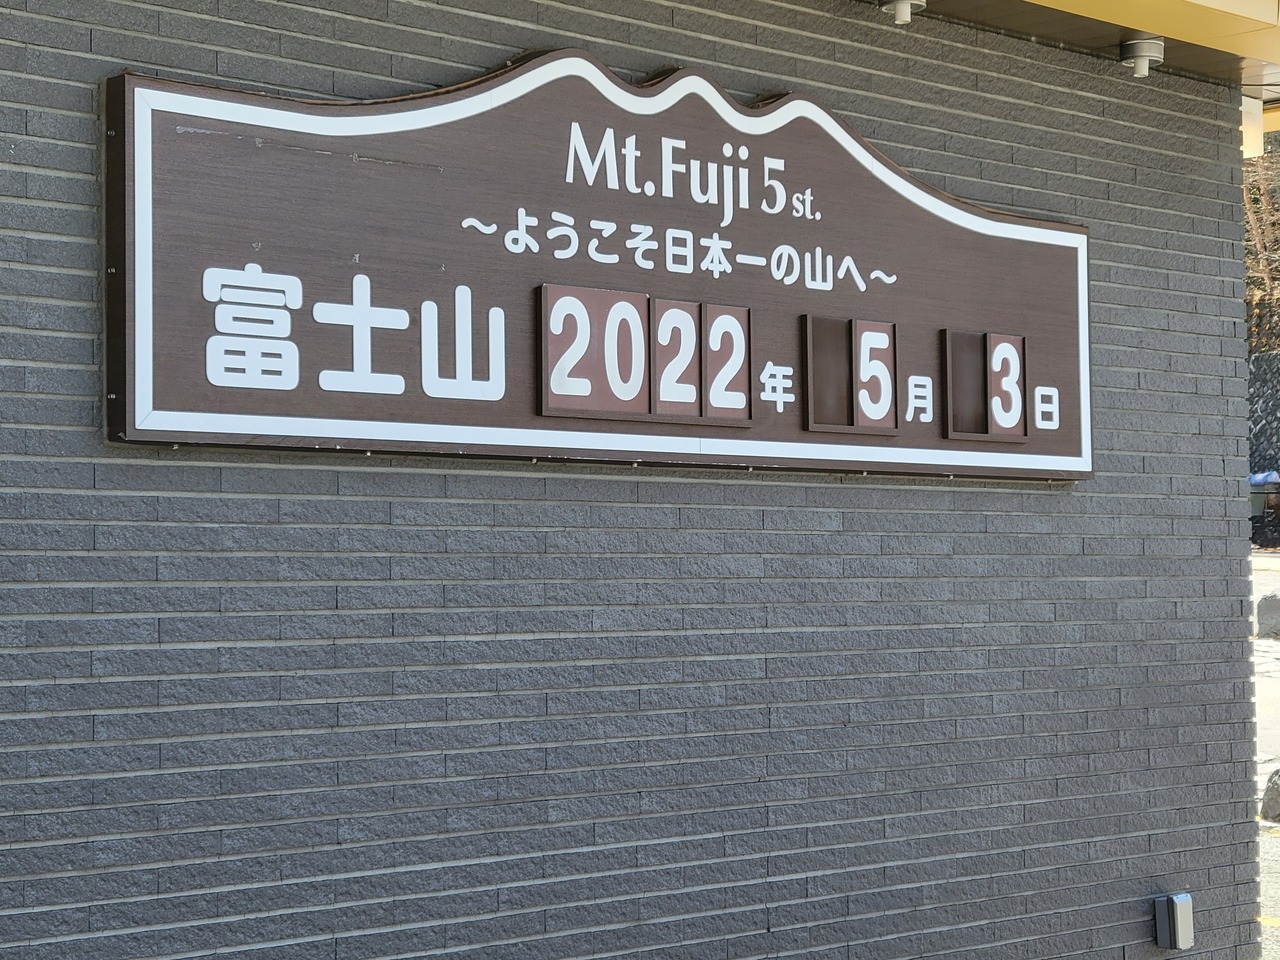 Mt.Fuji 5st.
～ようこそ日本一の山へ～
富士山 2022年 5月 3日